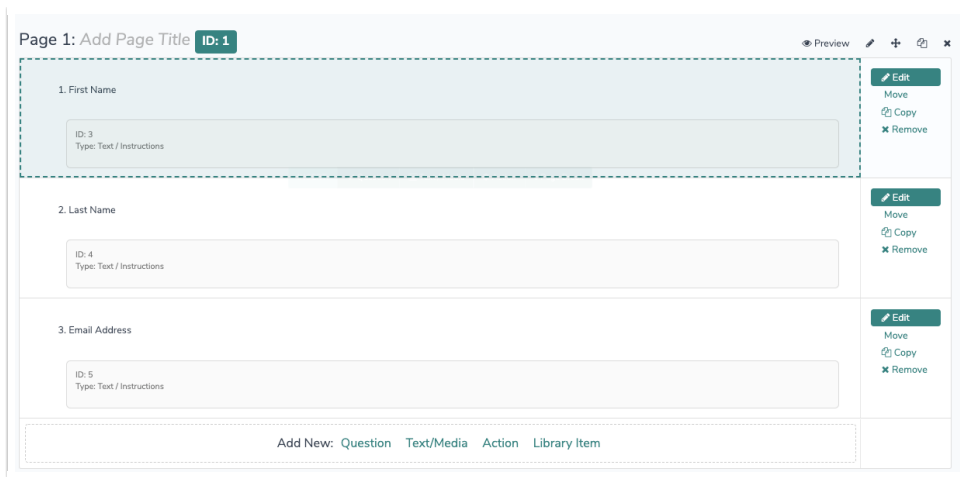 Page 1: Add Page Title ID: 1
Preview
1. First Name
ID: 3
Type: Text / Instructions
Edit
Move
Copy
Remove
2. Last Name
ID: 4
Type: Text / Instructions
Edit
Move
Copy
Remove
3. Email Address
ID: 5
Type: Text / Instructions
Edit
Move
Copy
Remove
Add New: Question Text/Media Action Library Item